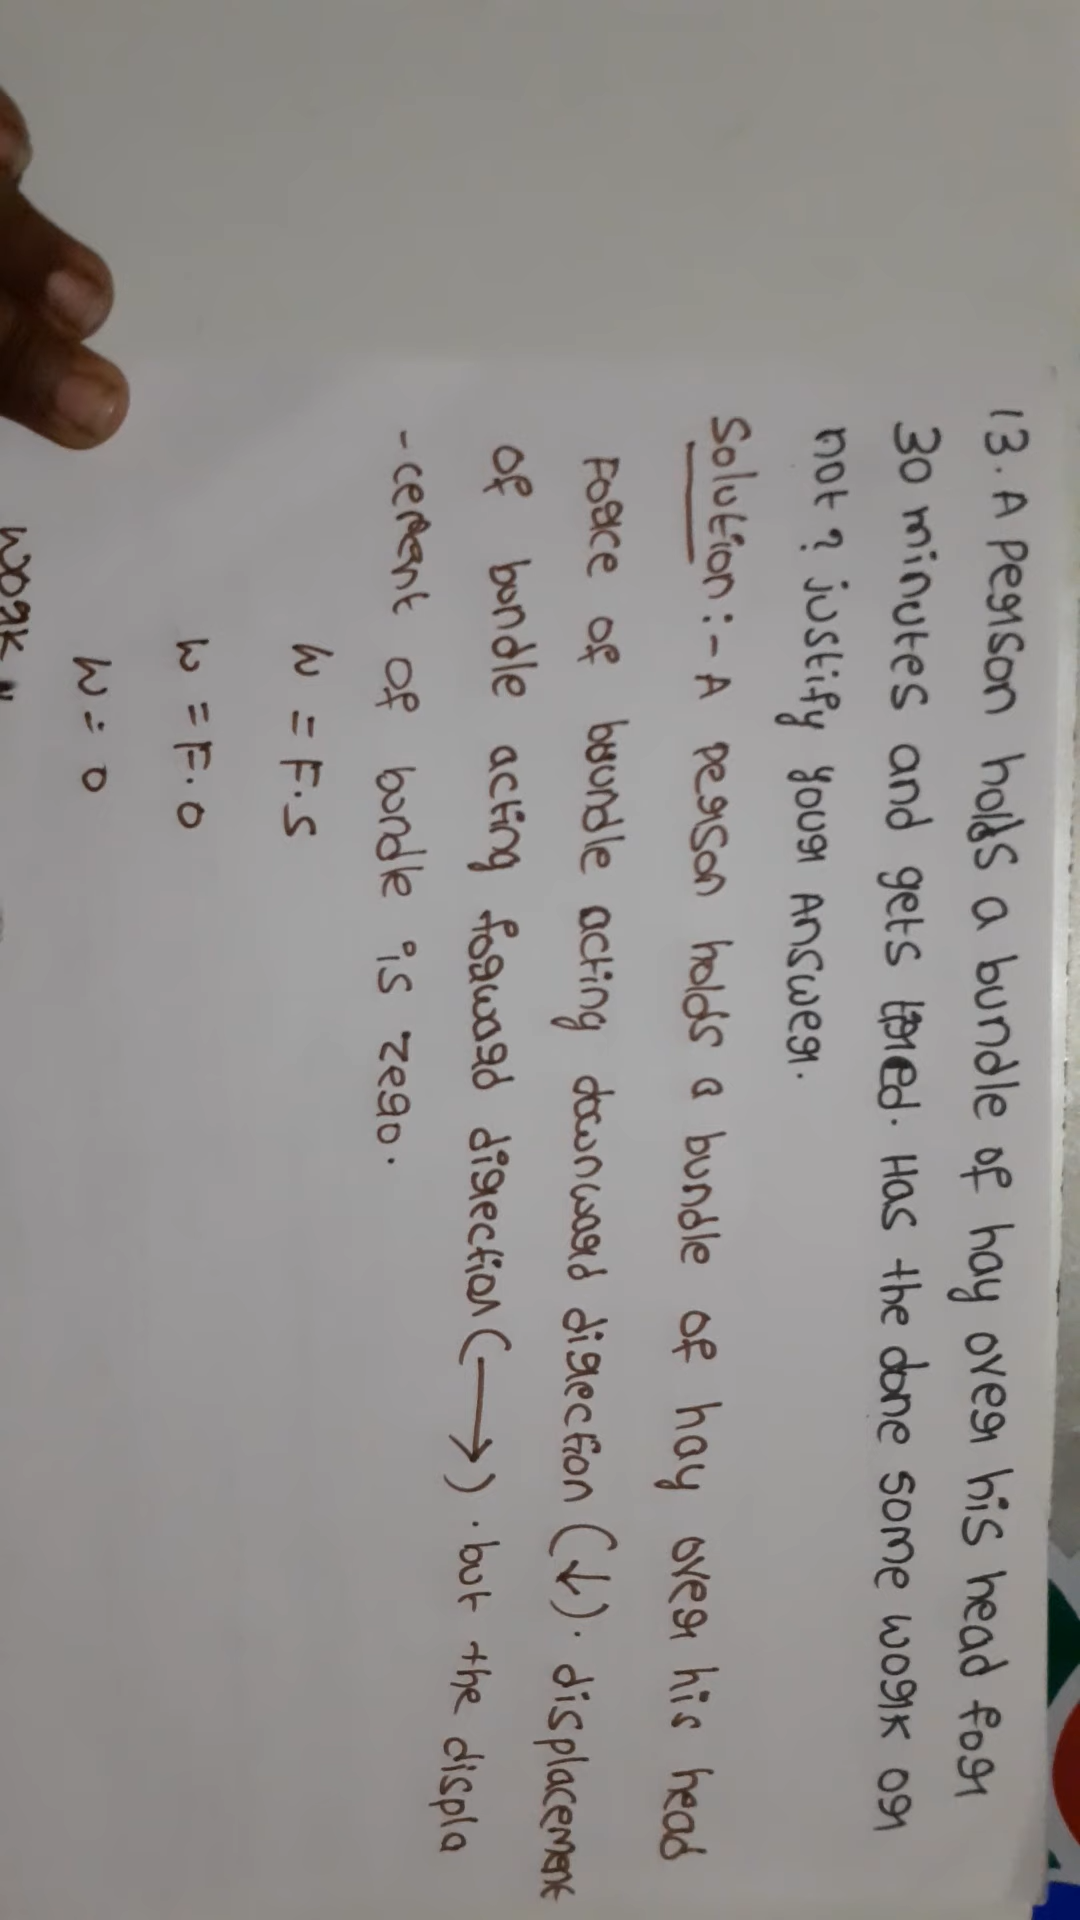 13. A person holds a bundle of hay over his head for
30 minutes and gets tired. Has the done some work or
not? justify your Answer.
Solution :- A person holds a bundle of hay over his head
Force of buundle acting downward direction (↓). displacement
of bundle acting forward direction (→). but the displa
-cement of bundle is zero.
W = F.S
W = F.0
W = 0
Work